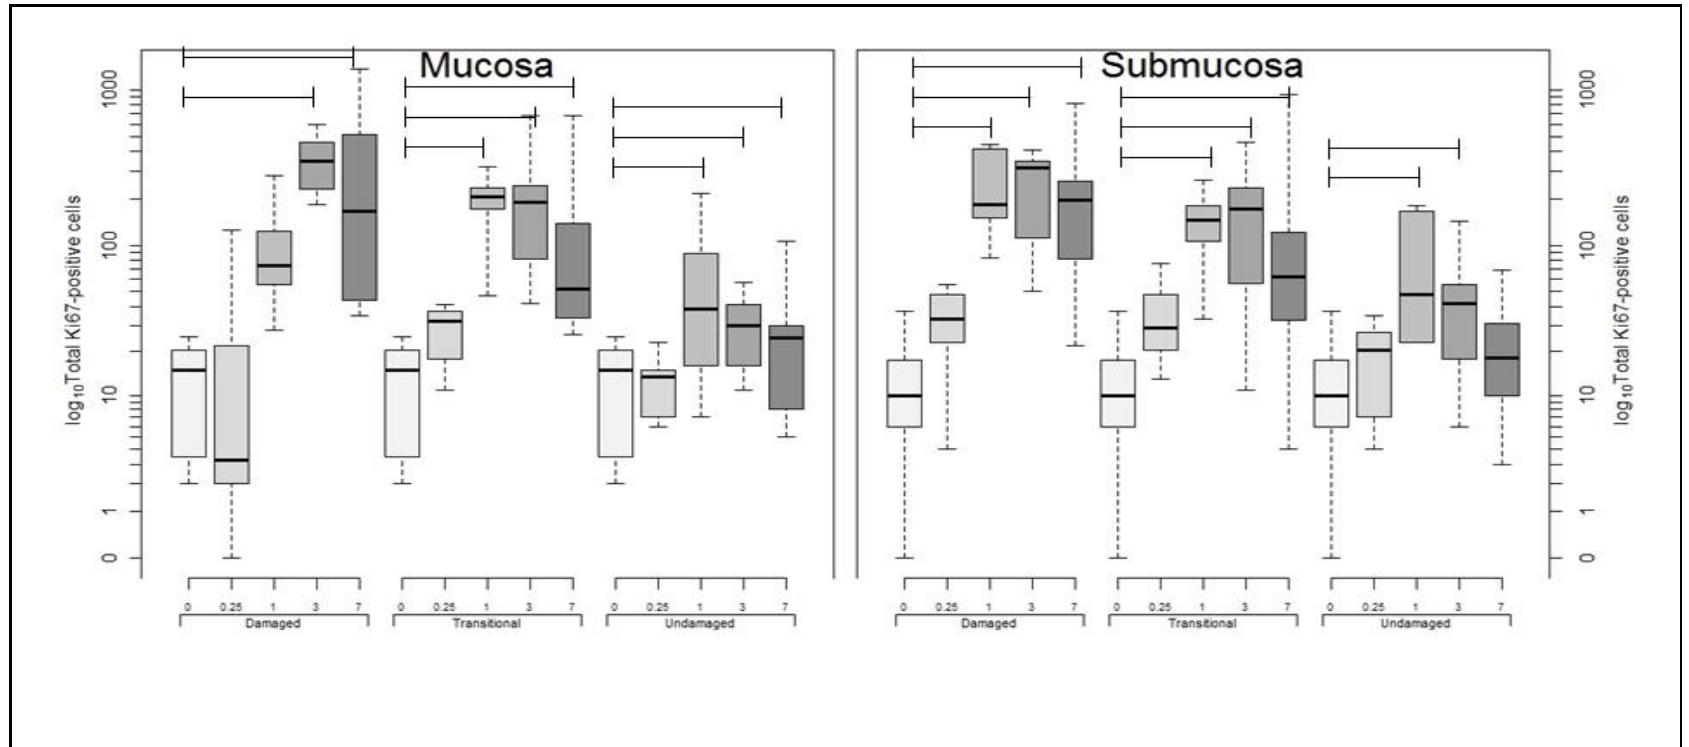 Mucosa
Submucosa
log₁₀Total Ki67-positive cells
1000
100
10
1
0
0 0.25 1 3 7
Damaged
0 0.25 1 3 7
Transitional
0 0.25 1 3 7
Undamaged
0 0.25 1 3 7
Damaged
0 0.25 1 3 7
Transitional
0 0.25 1 3 7
Undamaged
1000
100
10
1
0
log₁₀Total Ki67-positive cells